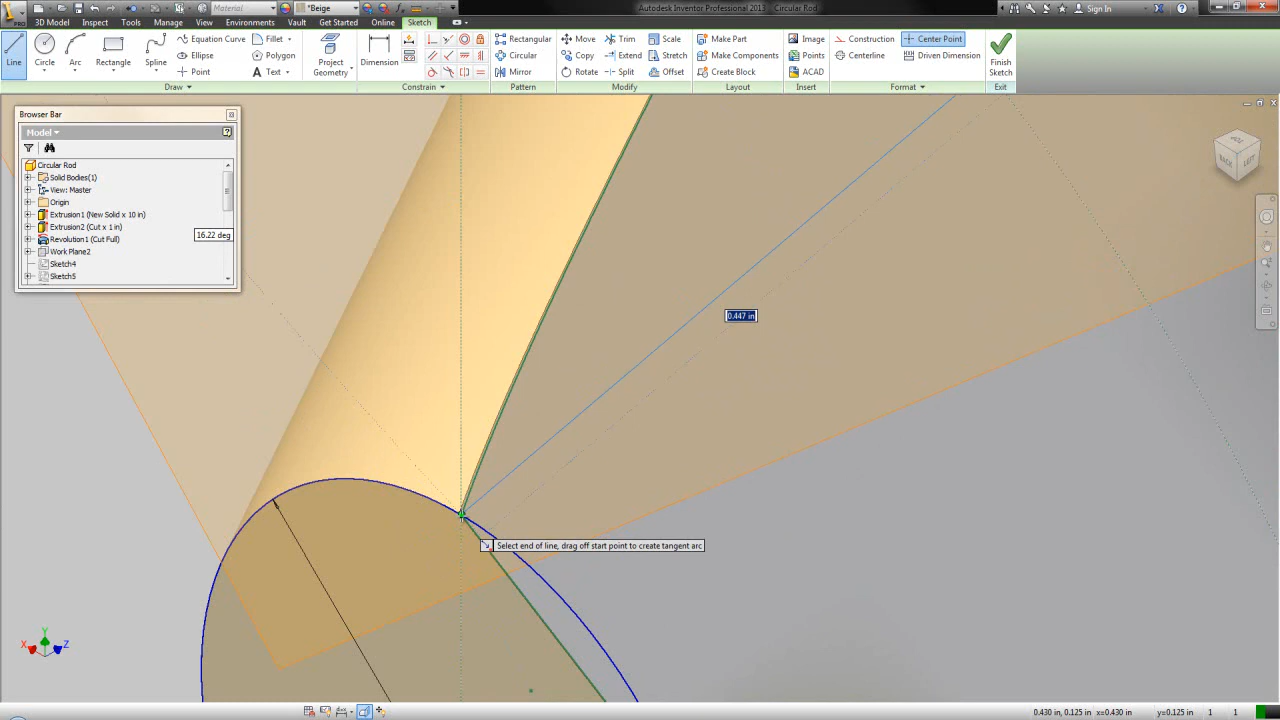 Material
*Beige
Autodesk Inventor Professional 2013 Circular Rod
Sign In
PRO
3D Model Inspect Tools Manage View Environments Vault Get Started Online Sketch
Line
Circle
Arc
Rectangle
Spline
Equation Curve
Ellipse
Point
Fillet
Polygon
Text
Project
Geometry
Dimension
Rectangular
Circular
Mirror
Move
Copy
Rotate
Trim
Extend
Split
Scale
Stretch
Offset
Make Part
Make Components
Create Block
Image
Points
ACAD
Construction
Centerline
Center Point
Driven Dimension
Finish
Sketch
Draw
Constrain
Pattern
Modify
Layout
Insert
Format
Exit
Browser Bar
Model
Circular Rod
Solid Bodies(1)
View: Master
Origin
Extrusion1 (New Solid x 10 in)
Extrusion2 (Cut x 1 in)
Revolution1 (Cut Full)
Work Plane2
Sketch4
Sketch5
16.22 deg
TOP
BACK
LEFT
0.447 in
Select end of line, drag off start point to create tangent arc
Y
X
Z
0.430 in, 0.125 in x=0.430 in y=0.125 in 1 1